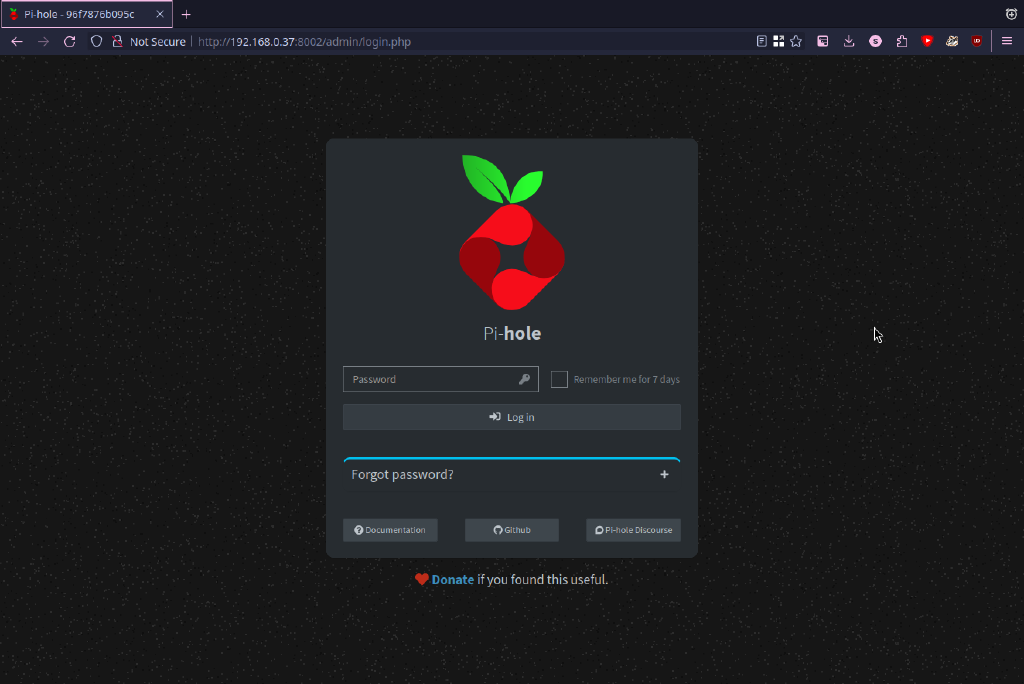 Pi-hole - 96f7876b095c
Not Secure http://192.168.0.37:8002/admin/login.php
Pi-hole
Password
Remember me for 7 days
Log in
Forgot password?
Documentation
Github
Pi-hole Discourse
Donate if you found this useful.